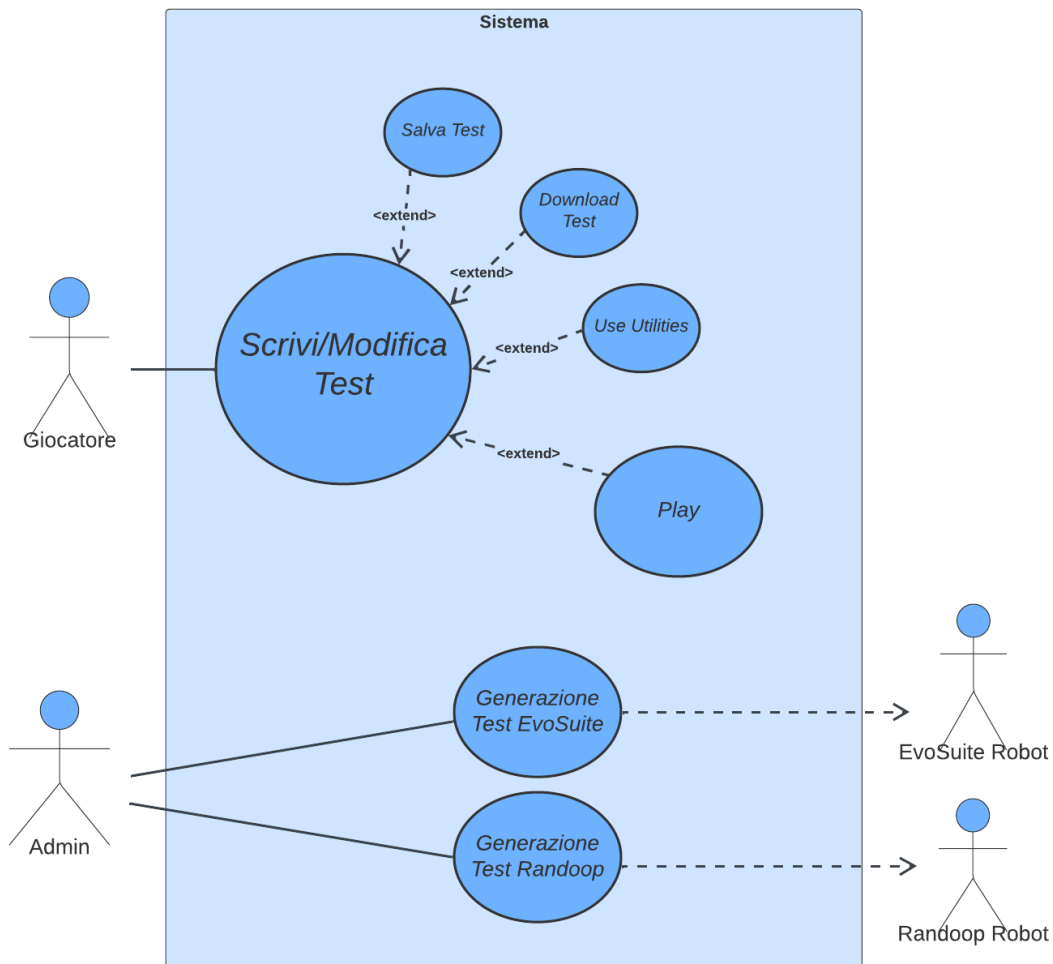 Sistema
Salva Test
<extend>
Download
Test
<extend>
Use Utilities
<extend>
Scrivi/Modifica
Test
Giocatore
<extend>
Play
Generazione
Test EvoSuite
EvoSuite Robot
Admin
Generazione
Test Randoop
Randoop Robot